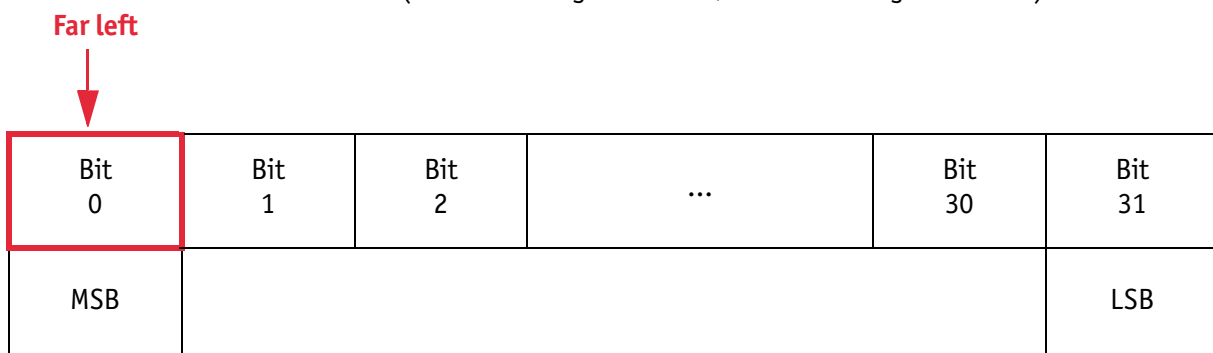 Far left
Bit Bit Bit ... Bit Bit
0 1 2 30 31
MSB LSB